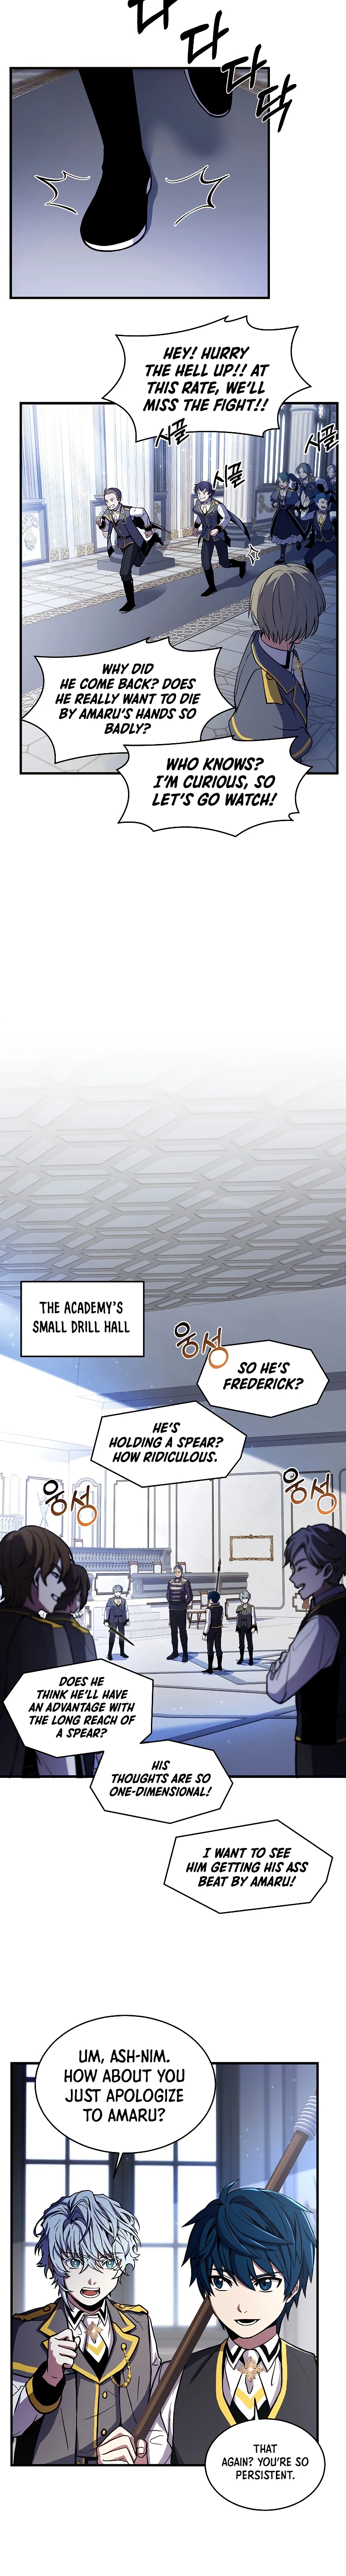 다
다
다
닥
HEY! HURRY
THE HELL UP!! AT
THIS RATE, WE'LL
MISS THE FIGHT!!
시끌
시끌
시끌
WHY DID
HE COME BACK? DOES
HE REALLY WANT TO DIE
BY AMARU'S HANDS SO
BADLY?
WHO KNOWS?
I'M CURIOUS, SO
LET'S GO WATCH!
THE ACADEMY'S
SMALL DRILL HALL
웅성
SO HE'S
FREDERICK?
HE'S
HOLDING A SPEAR?
HOW RIDICULOUS.
웅성
웅성
DOES HE
THINK HE'LL HAVE
AN ADVANTAGE WITH
THE LONG REACH OF
A SPEAR?
HIS
THOUGHTS ARE SO
ONE-DIMENSIONAL!
I WANT TO SEE
HIM GETTING HIS ASS
BEAT BY AMARU!
UM, ASH-NIM.
HOW ABOUT YOU
JUST APOLOGIZE
TO AMARU?
THAT
AGAIN? YOU'RE SO
PERSISTENT.